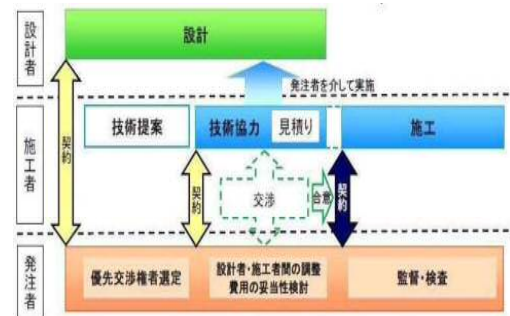 設計者
設計
発注者を介して実施
施工者
技術提案
技術協力
見積り
施工
契約
契約
交渉
合意
契約
発注者
優先交渉権者選定
設計者・施工者間の調整
費用の妥当性検討
監督・検査